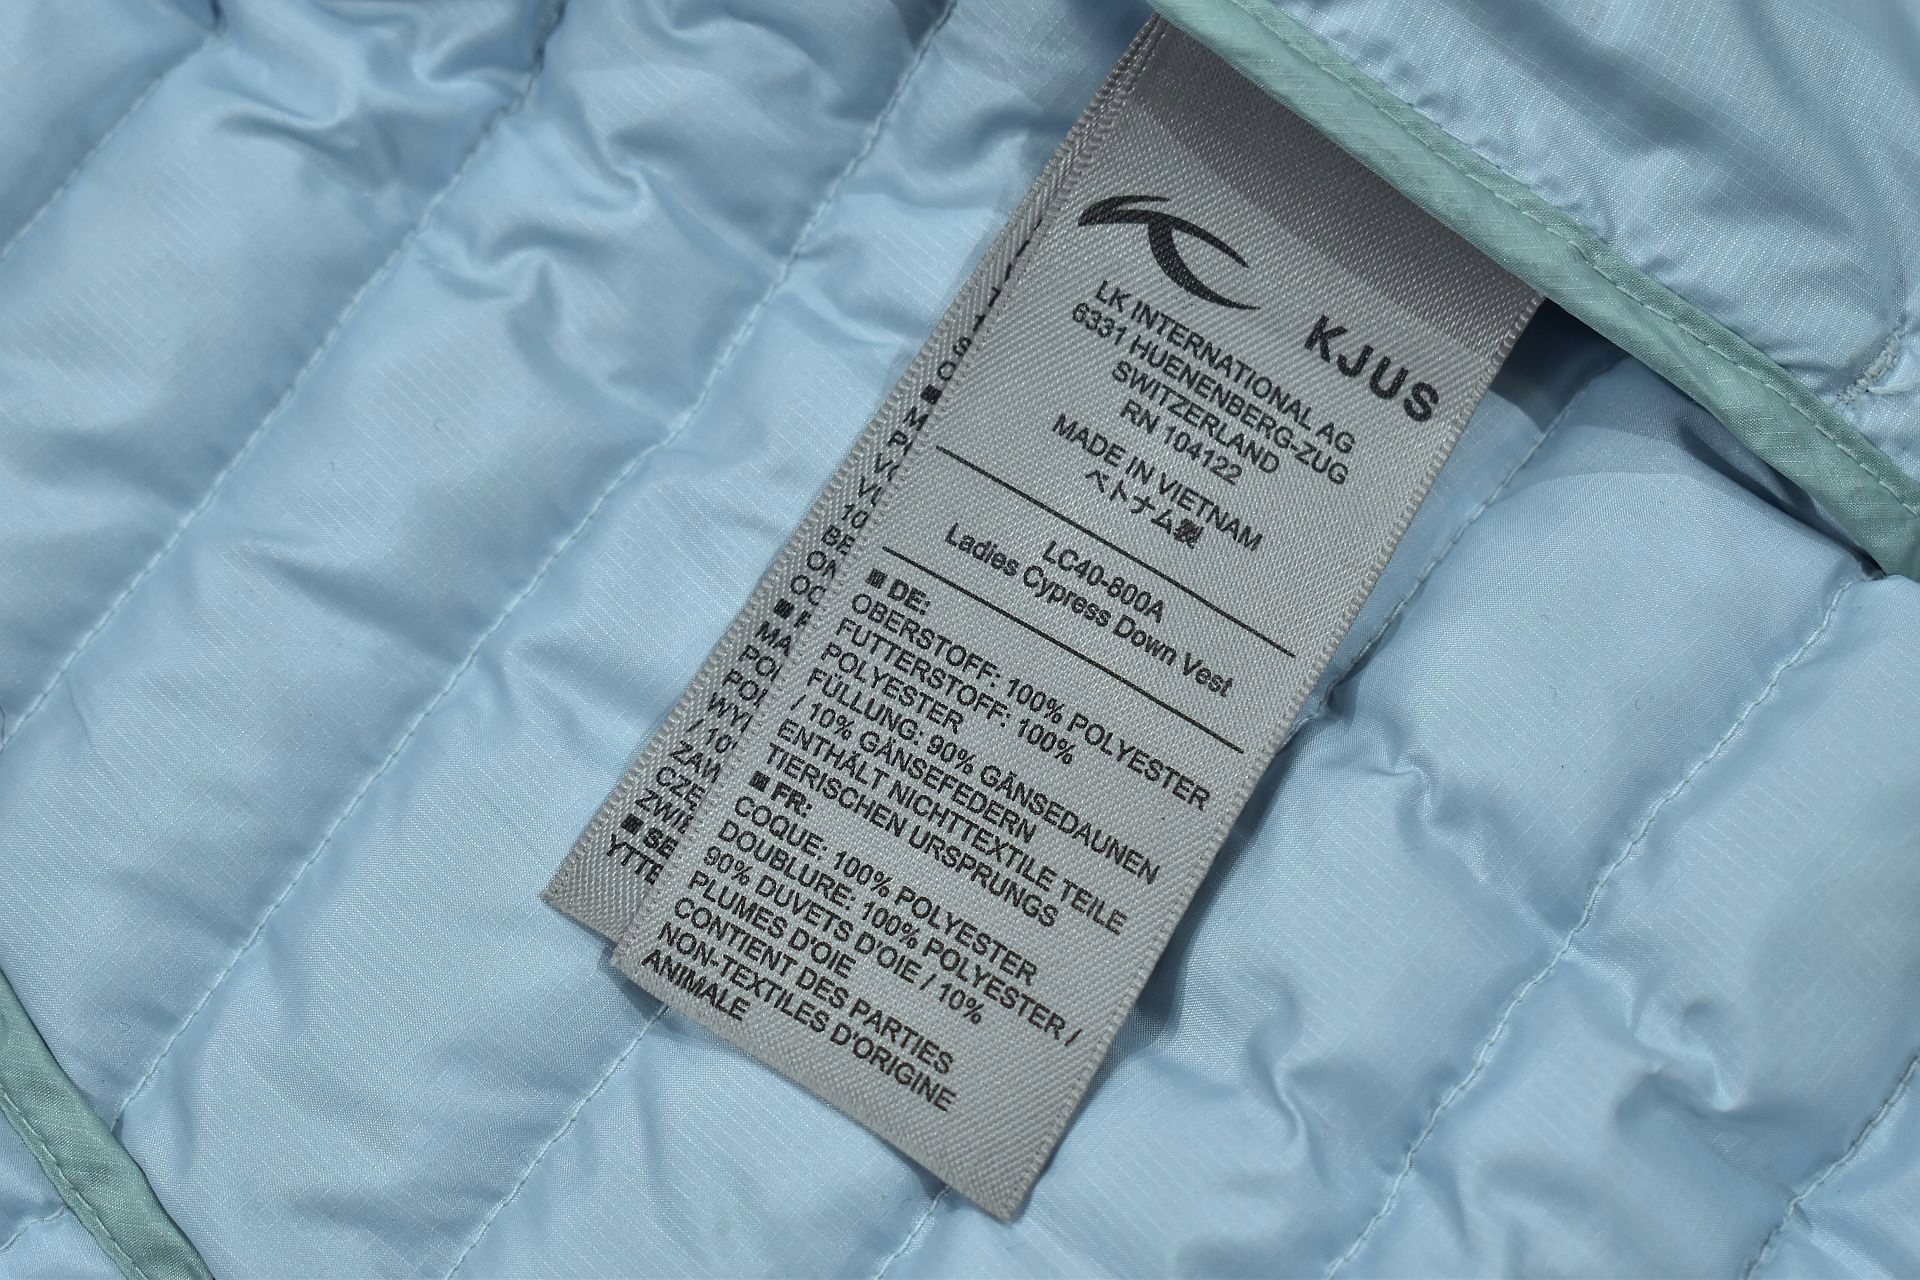 KJUS
LK INTERNATIONAL AG
6331 HUENENBERG-ZUG
SWITZERLAND
RN 104122
MADE IN VIETNAM
ベトナム製
LC40-800A
Ladies Cypress Down Vest
DE:
OBERSTOFF: 100% POLYESTER
FUTTERSTOFF: 100%
POLYESTER
FÜLLUNG: 90% GÄNSEDAUNEN
/ 10% GÄNSEFEDERN
ENTHÄLT NICHTTEXTILE TEILE
TIERISCHEN URSPRUNGS
FR:
COQUE: 100% POLYESTER
DOUBLURE: 100% POLYESTER /
90% DUVETS D'OIE / 10%
PLUMES D'OIE
CONTIENT DES PARTIES
NON-TEXTILES D'ORIGINE
ANIMALE